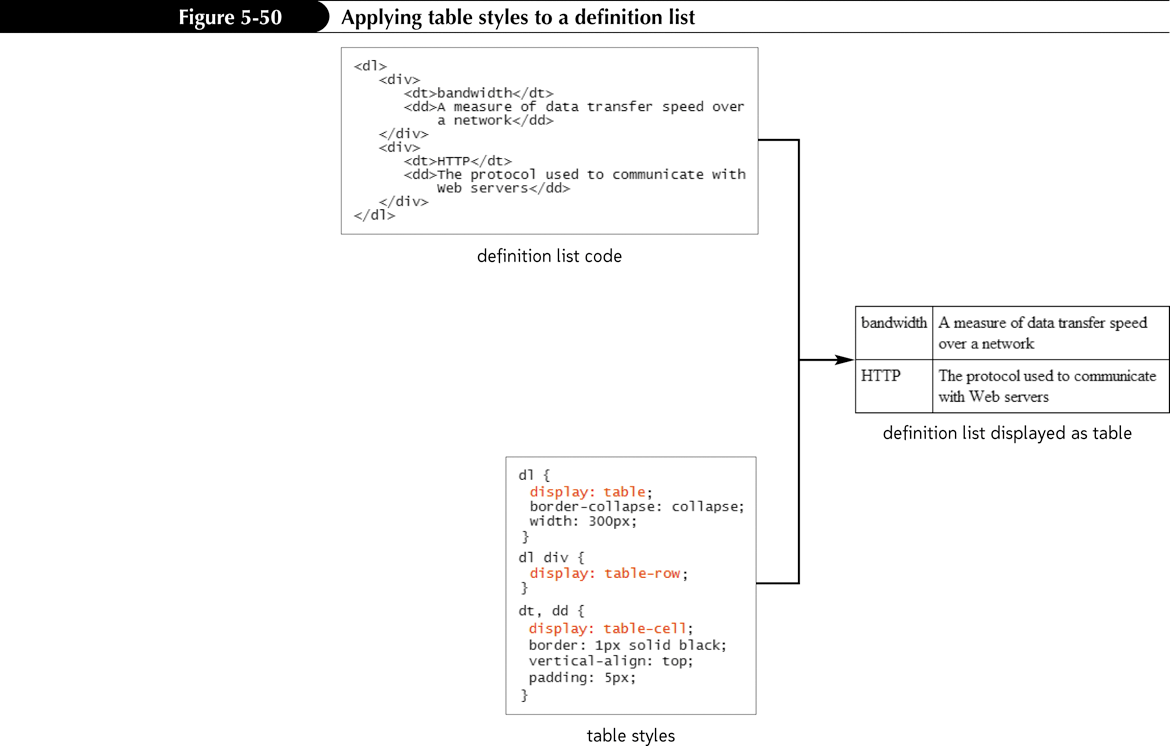 Figure 5-50 Applying table styles to a definition list
<dl>
<div>
<dt>bandwidth</dt>
<dd>A measure of data transfer speed over
a network</dd>
</div>
<div>
<dt>HTTP</dt>
<dd>The protocol used to communicate with
Web servers</dd>
</div>
</dl>
definition list code
bandwidth A measure of data transfer speed
over a network
HTTP The protocol used to communicate
with Web servers
definition list displayed as table
dl {
display: table;
border-collapse: collapse;
width: 300px;
}
dl div {
display: table-row;
}
dt, dd {
display: table-cell;
border: 1px solid black;
vertical-align: top;
padding: 5px;
}
table styles